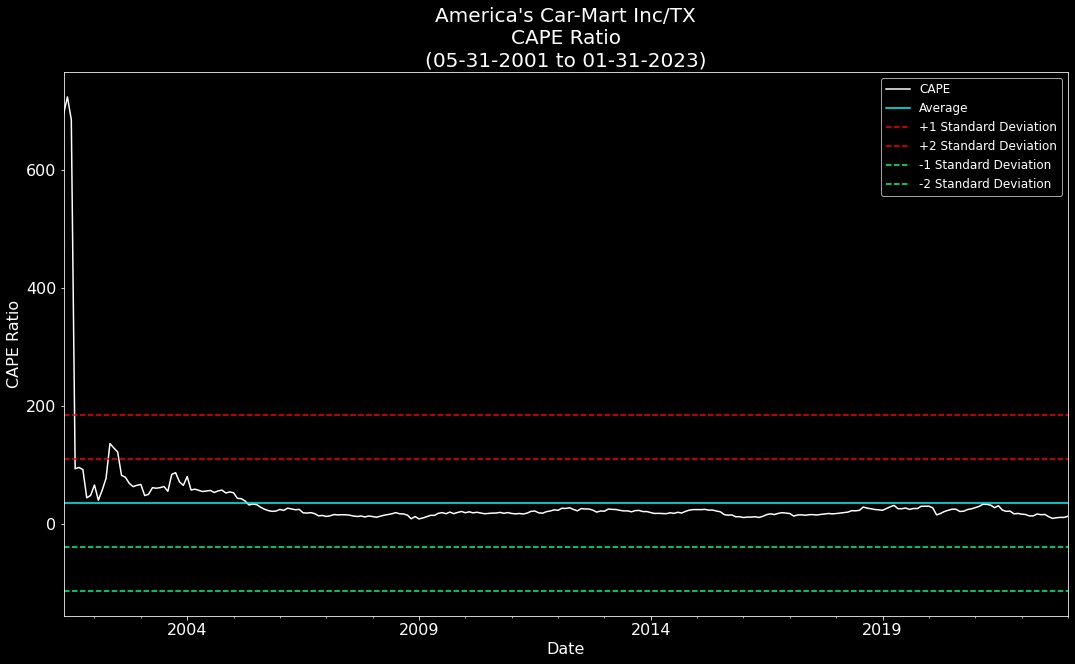 America's Car-Mart Inc/TX
CAPE Ratio
(05-31-2001 to 01-31-2023)
CAPE
Average
+1 Standard Deviation
+2 Standard Deviation
-1 Standard Deviation
-2 Standard Deviation
CAPE Ratio
600
400
200
0
2004
2009
2014
2019
Date